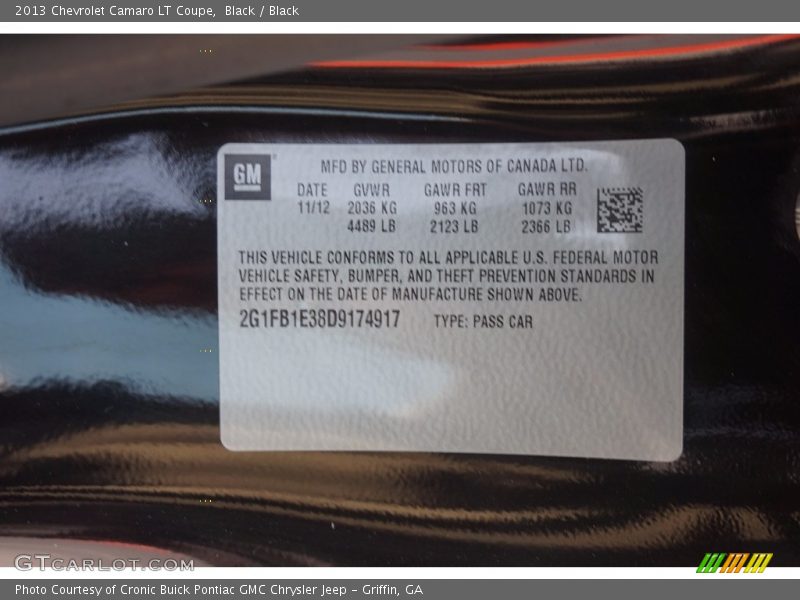 2013 Chevrolet Camaro LT Coupe,  Black / Black
GM
MFD BY GENERAL MOTORS OF CANADA LTD.
DATE GVWR GAWR FRT GAWR RR
11/12 2036 KG 963 KG 1073 KG
4489 LB 2123 LB 2366 LB
THIS VEHICLE CONFORMS TO ALL APPLICABLE U.S. FEDERAL MOTOR
VEHICLE SAFETY, BUMPER, AND THEFT PREVENTION STANDARDS IN
EFFECT ON THE DATE OF MANUFACTURE SHOWN ABOVE.
2G1FB1E38D9174917 TYPE: PASS CAR
GTCARLOT.COM
Photo Courtesy of Cronic Buick Pontiac GMC Chrysler Jeep - Griffin, GA